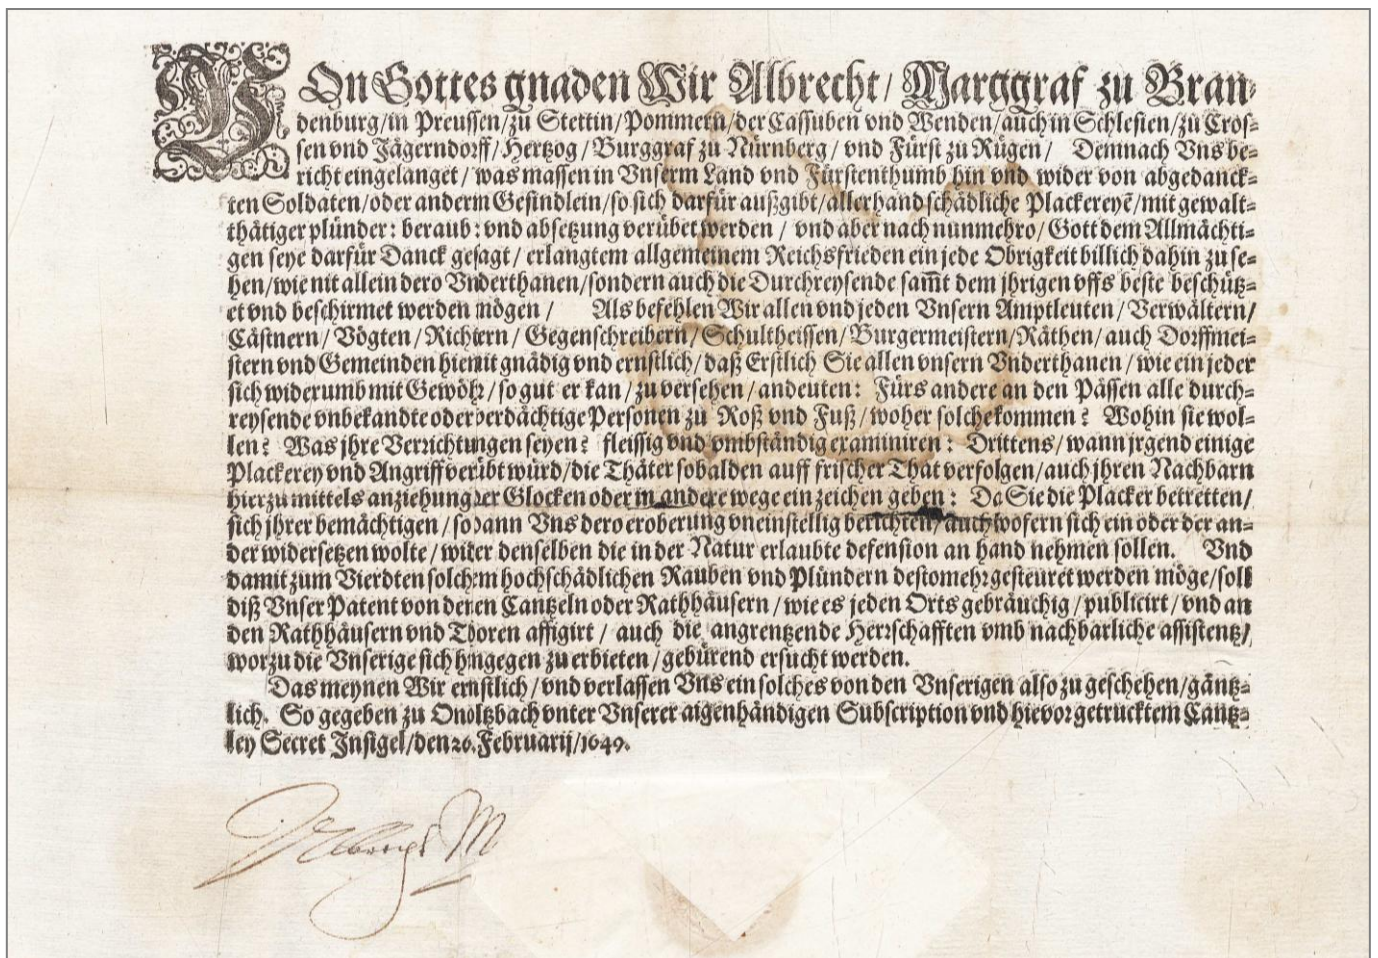 VOn Gottes gnaden Wir Albrecht/ Marggraf zu Bran-
denburg/in Preussen/zu Stettin/Pommern/der Cassuben vnd Wenden/auch in Schlesien/zu Cros-
sen vnd Jägerndorff/Hertzog/Burggraf zu Nürnberg/vnd Fürst zu Rügen/ Demnach Vns be-
richt eingelanget/was massen in Vnserm Land vnd Fürstenthumb hin vnd wider von abgedanck-
ten Soldaten/oder anderm Gesindlein/so sich darfür außgibt/allerhand schädliche Plackereyẽ/mit gewalt-
thätiger plünder: beraub: vnd absetzung verübet werden/ vnd aber nach nunmehro/Gott dem Allmächti-
gen seye darfür Danck gesagt/ erlangtem allgemeinem Reichsfrieden ein jede Obrigkeit billich dahin zu se-
hen/wie nit allein dero Vnderthanen/sondern auch die Durchreysende sam̃t dem jhrigen vffs beste beschütz-
et vnd beschirmet werden mögen/ Als befehlen Wir allen vnd jeden Vnsern Amptleuten/Verwältern/
Cästnern/Vögten/Richtern/Gegenschreibern/Schultheissen/Burgermeistern/Räthen/auch Dorffmei-
stern vnd Gemeinden hiemit gnädig vnd ernstlich/daß Erstlich Sie allen vnsern Vnderthanen/wie ein jeder
sich widerumb mit Gewöhr/so gut er kan/zu versehen/andeuten: Fürs andere an den Pässen alle durch-
reysende vnbekandte oder verdächtige Personen zu Roß vnd Fuß/woher solche kommen? Wohin sie wol-
len? Was jhre Verrichtungen seyen? fleissig vnd vmbständig examiniren: Drittens/wann jrgend einige
Plackerey vnd Angriff verübt würd/die Thäter sobalden auff frischer That verfolgen/auch jhren Nachbarn
hierzu mittels anziehung der Glocken oder in andere wege ein zeichen geben: Da Sie die Placker betretten/
sich jhrer bemächtigen/sodann Vns dero eroberung vneinstellig berichten/auch wofern sich ein oder der an-
der widersetzen wolte/wider denselben die in der Natur erlaubte defension an hand nehmen sollen. Vnd
damit zum Vierdten solchem hochschädlichen Rauben vnd Plündern destomehr gesteuret werden möge/soll
diß Vnser Patent von denen Cantzeln oder Rathhäusern/wie es jeden Orts gebräuchig/publicirt/vnd an
den Rathhäusern vnd Thoren affigirt/auch die angrentzende Herrschafften vmb nachbarliche assistentz/
worzu die Vnserige sich hingegen zu erbieten/gebürend ersucht werden.
Das meynen Wir ernstlich/vnd verlassen Vns ein solches von den Vnserigen also zu geschehen/gäntz-
lich. So gegeben zu Onoltzbach vnter Vnserer aigenhändigen Subscription vnd hievor getrucktem Cantz-
ley Secret Insigel/den 26. Februarij/1649.
Albrecht M